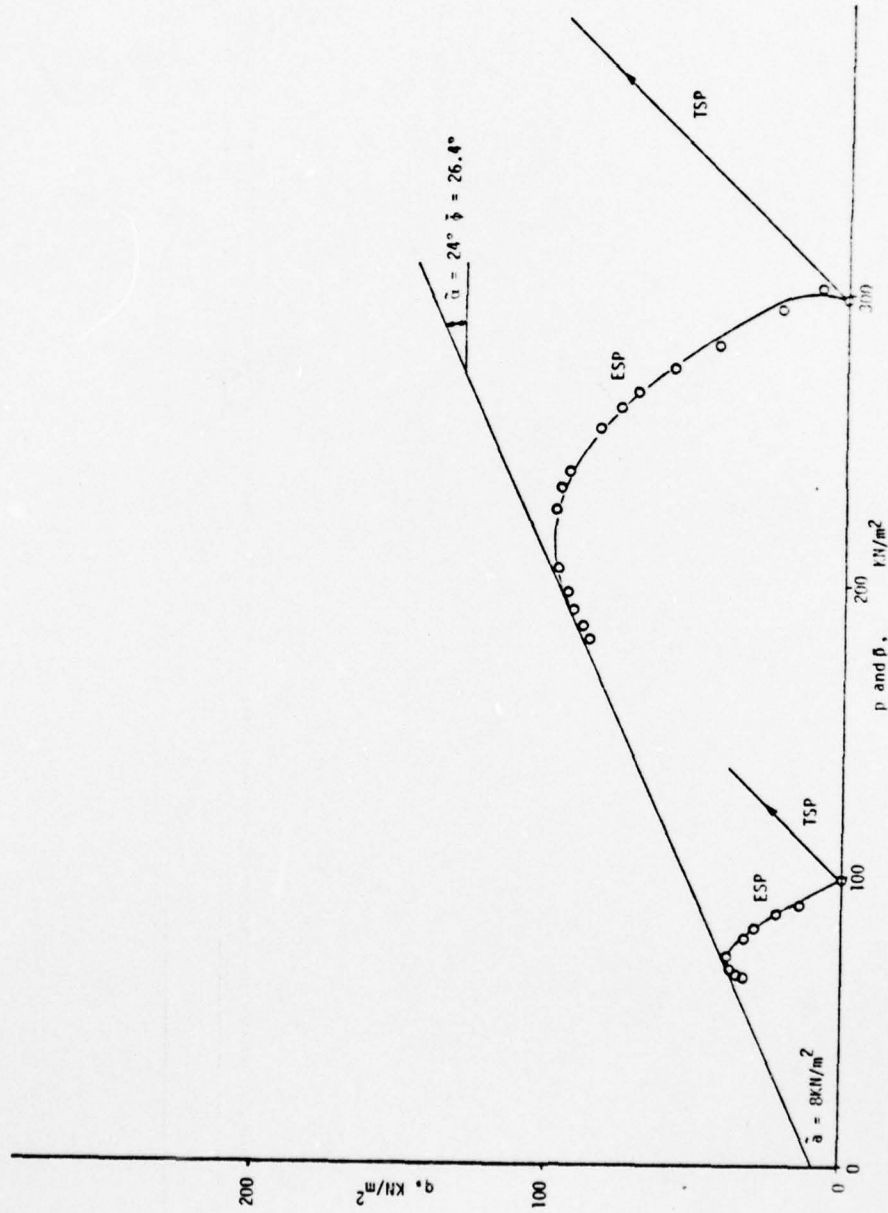 200
100
0
q, KN/m²
ā = 8KN/m²
ESP
TSP
ESP
TSP
ᾱ = 24° φ̄ = 26.4°
0
100
200
300
p and p̄, KN/m²